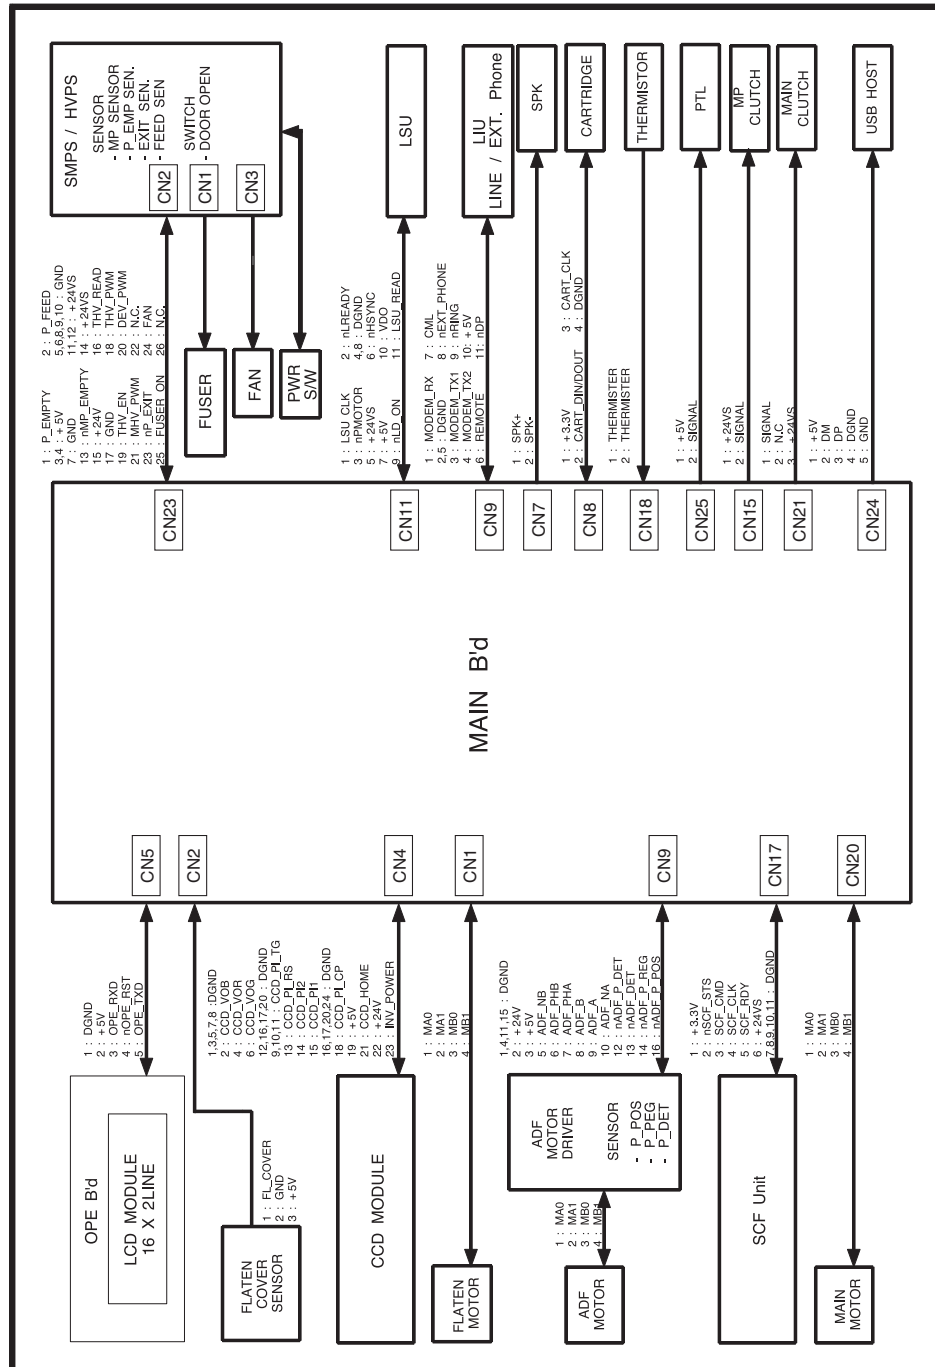 SMPS / HVPS
SENSOR
- MP SENSOR
- P_EMP SEN.
- EXIT SEN.
- FEED SEN
SWITCH
- DOOR OPEN
CN2
CN1
CN3
LSU
LIU
LINE / EXT. Phone
SPK
CARTRIDGE
THERMISTOR
PTL
MP
CLUTCH
MAIN
CLUTCH
USB HOST
FUSER
FAN
PWR
S/W
1 : P_EMPTY
3,4 : +5V
7 : GND
13 : nMP_EMPTY
15 : +24V
17 : GND
19 : THV_EN
21 : MHV_PWM
23 : nP_EXIT
25 : FUSER ON
2 : P_FEED
5,6,8,9,10 : GND
11,12 : +24VS
14 : +24VS
16 : THV_READ
18 : THV_PWM
20 : DEV_PWM
22 : N.C.
24 : FAN
26 : N.C.
1 : LSU CLK
3 : nPMOTOR
5 : +24VS
7 : +5V
9 : nLD_ON
2 : nLREADY
4,8 : DGND
6 : nHSYNC
10 : VDO
11 : LSU_READ
1 : MODEM_RX
2,5 : DGND
3 : MODEM_TX1
4 : MODEM_TX2
6 : REMOTE
7 : CML
8 : nEXT_PHONE
9 : nRING
10: +5V
11: nDP
1 : SPK+
2 : SPK-
1 : +3.3V
2 : CART_DIN/DOUT
3 : CART_CLK
4 : DGND
1 : THERMISTER
2 : THERMISTER
1 : +5V
2 : SIGNAL
1 : +24VS
2 : SIGNAL
1 : SIGNAL
2 : N.C
3 : +24VS
1 : +5V
2 : DM
3 : DP
4 : DGND
5 : GND
CN23
CN11
CN9
CN7
CN8
CN18
CN25
CN15
CN21
CN24
MAIN B'd
CN5
CN2
CN4
CN1
CN9
CN17
CN20
1 : DGND
2 : +5V
3 : OPE_RXD
4 : OPE_RST
5 : OPE_TXD
1,3,5,7,8 :DGND
2 : CCD_VOB
4 : CCD_VOR
6 : CCD_VOG
12,16,17,20 : DGND
9,10,11 : CCD_PI_TG
13 : CCD_PI_RS
14 : CCD_PI2
15 : CCD_PI1
16,17,20,24 : DGND
18 : CCD_PI_CP
19 : +5V
21 : CCD_HOME
22 : +24V
23 : INV_POWER
1 : MA0
2 : MA1
3 : MB0
4 : MB1
1,4,11,15 : DGND
2 : +24V
3 : +5V
5 : ADF_NB
6 : ADF_PHB
7 : ADF_PHA
8 : ADF_B
9 : ADF_A
10 : ADF_NA
12 : nADF_P_DET
13 : nADF_DET
14 : nADF_P_REG
16 : nADF_P_POS
1 : +3.3V
2 : nSCF_STS
3 : SCF_CMD
4 : SCF_CLK
5 : SCF_RDY
6 : +24VS
7,8,9,10,11 : DGND
1 : MA0
2 : MA1
3 : MB0
4 : MB1
OPE B'd
LCD MODULE
16 X 2LINE
1 : FL_COVER
2 : GND
3 : +5V
FLATEN
COVER
SENSOR
CCD MODULE
FLATEN
MOTOR
ADF
MOTOR
DRIVER
SENSOR
- P_POS
- P_PEG
- P_DET
1 : MA0
2 : MA1
3 : MB0
4 : MB1
ADF
MOTOR
SCF Unit
MAIN
MOTOR